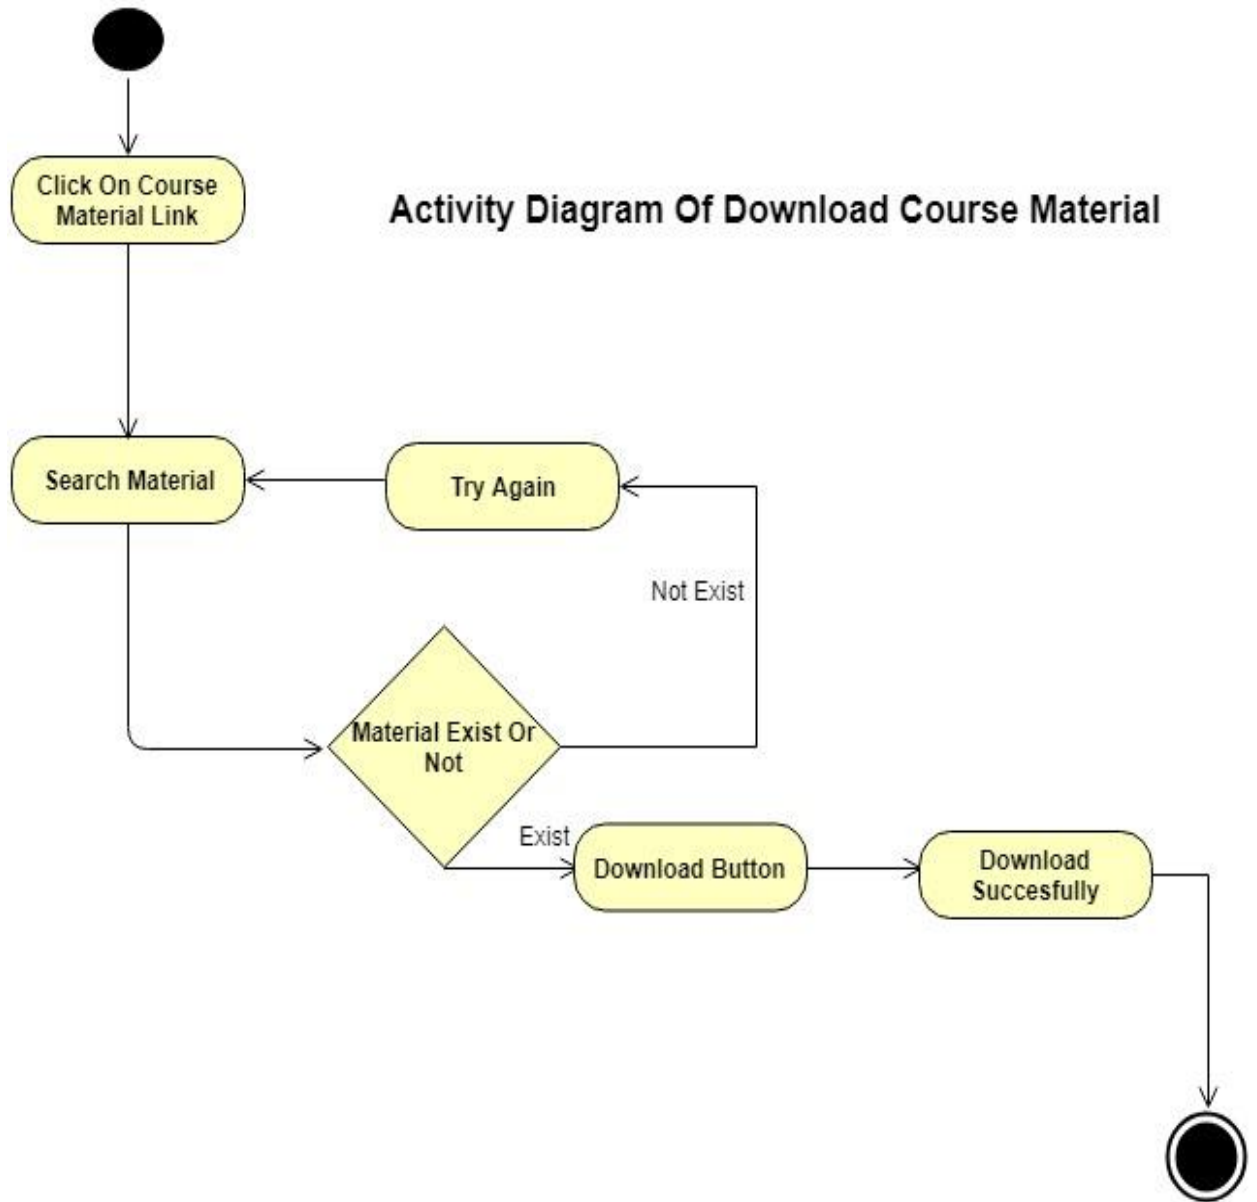 Click On Course
Material Link
Activity Diagram Of Download Course Material
Search Material
Try Again
Not Exist
Material Exist Or
Not
Exist
Download Button
Download
Succesfully